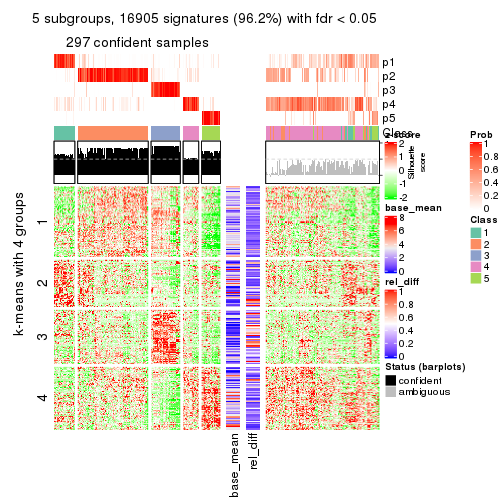 5 subgroups, 16905 signatures (96.2%) with fdr < 0.05
297 confident samples
p1
p2
p3
p4
p5
Class
k-means with 4 groups
1
2
3
4
base_mean
rel_diff
z-score
2
1
0
-1
-2
Silhouette
score
base_mean
8
6
4
2
0
rel_diff
1
0.8
0.6
0.4
0.2
0
Status (barplots)
confident
ambiguous
Prob
1
0.8
0.6
0.4
0.2
0
Class
1
2
3
4
5